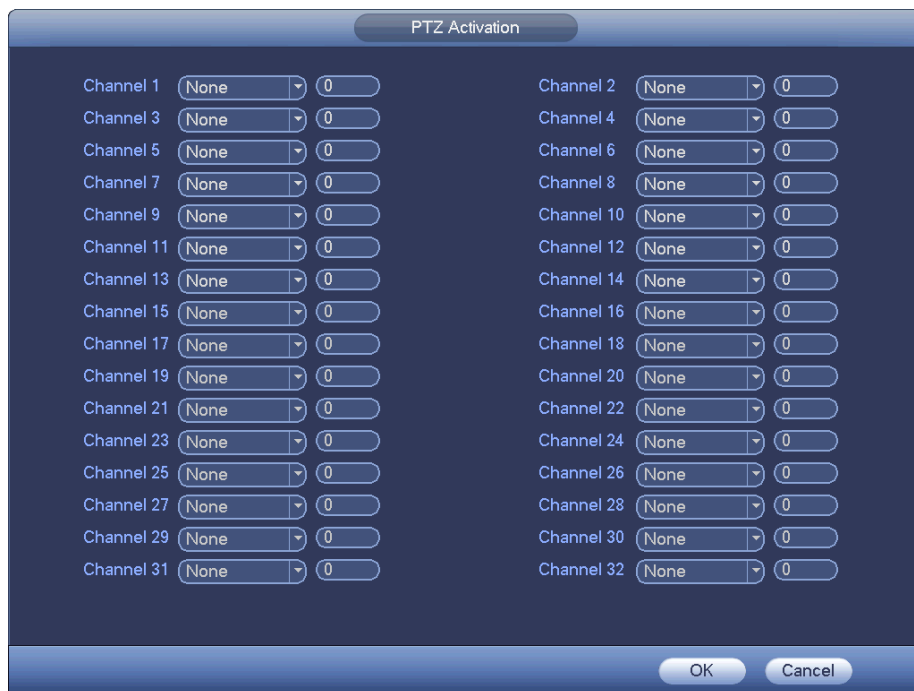 PTZ Activation
Channel 1 None 0 Channel 2 None 0
Channel 3 None 0 Channel 4 None 0
Channel 5 None 0 Channel 6 None 0
Channel 7 None 0 Channel 8 None 0
Channel 9 None 0 Channel 10 None 0
Channel 11 None 0 Channel 12 None 0
Channel 13 None 0 Channel 14 None 0
Channel 15 None 0 Channel 16 None 0
Channel 17 None 0 Channel 18 None 0
Channel 19 None 0 Channel 20 None 0
Channel 21 None 0 Channel 22 None 0
Channel 23 None 0 Channel 24 None 0
Channel 25 None 0 Channel 26 None 0
Channel 27 None 0 Channel 28 None 0
Channel 29 None 0 Channel 30 None 0
Channel 31 None 0 Channel 32 None 0
OK Cancel